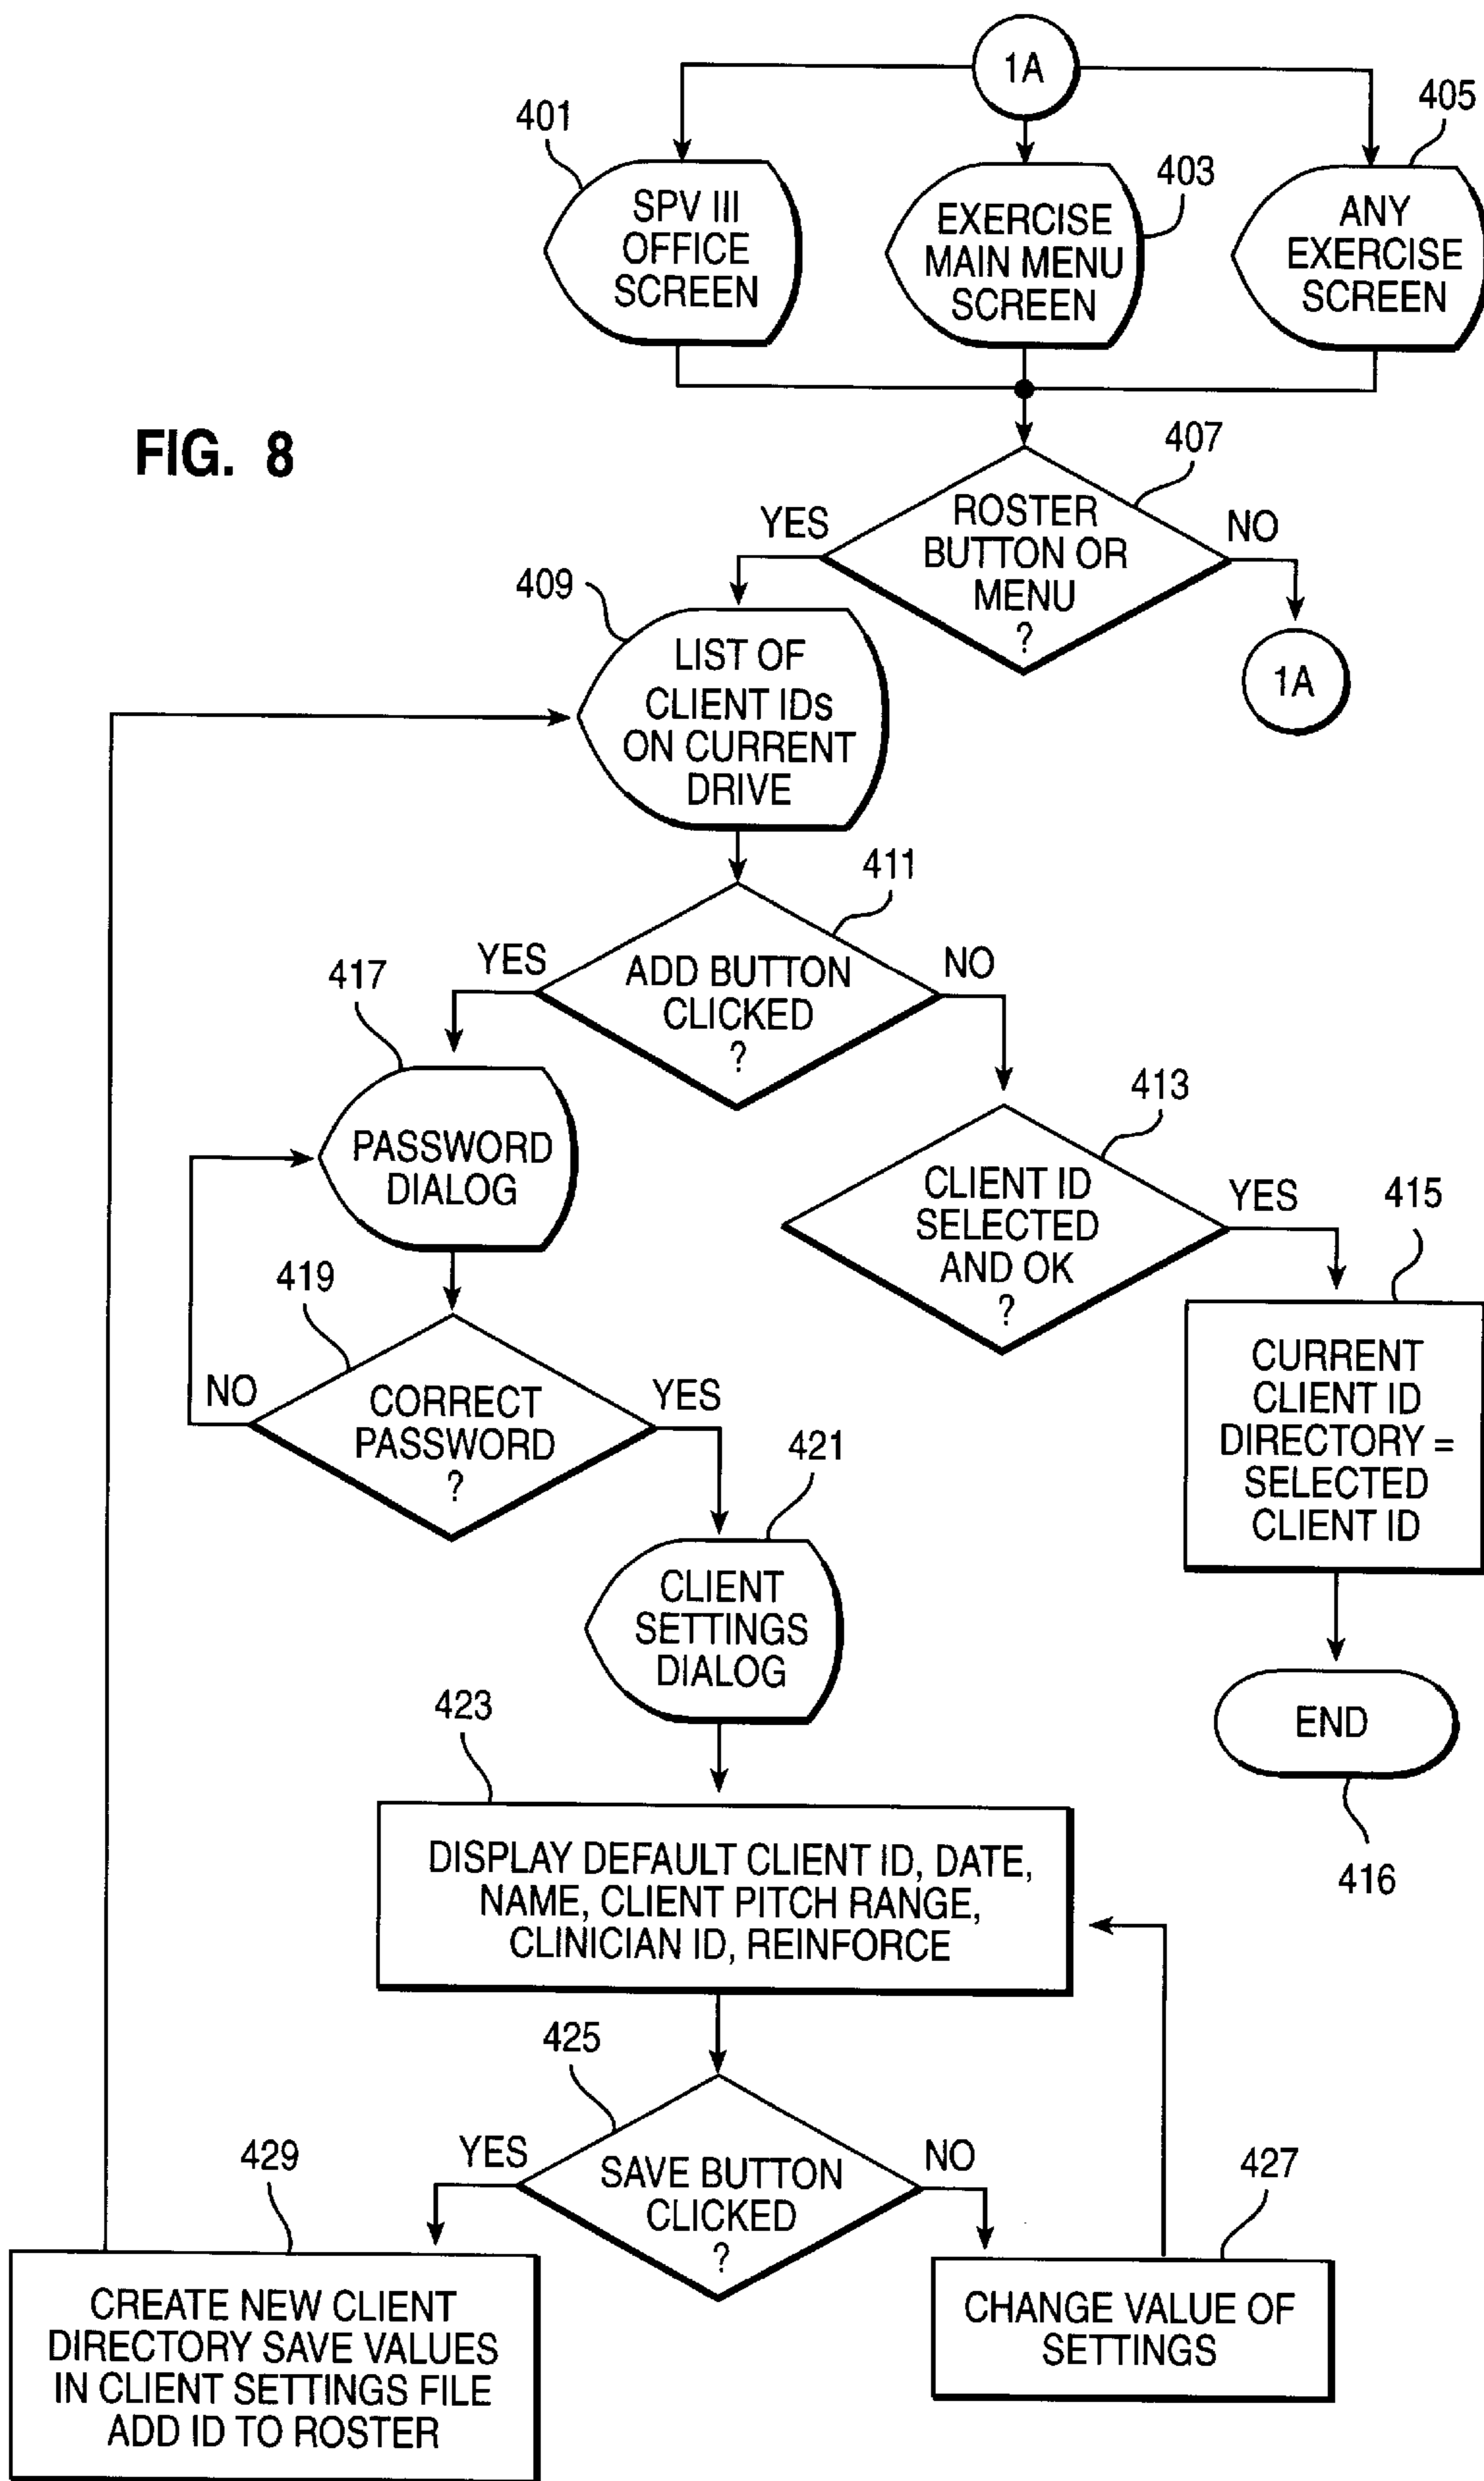 1A
401
405
403
SPV III
OFFICE
SCREEN
EXERCISE
MAIN MENU
SCREEN
ANY
EXERCISE
SCREEN
FIG. 8
407
YES
ROSTER
BUTTON OR
MENU
?
NO
409
1A
LIST OF
CLIENT IDs
ON CURRENT
DRIVE
411
YES
ADD BUTTON
CLICKED
?
NO
417
413
PASSWORD
DIALOG
CLIENT ID
SELECTED
AND OK
?
YES
415
419
NO
CORRECT
PASSWORD
?
YES
CURRENT
CLIENT ID
DIRECTORY =
SELECTED
CLIENT ID
421
CLIENT
SETTINGS
DIALOG
END
416
423
DISPLAY DEFAULT CLIENT ID, DATE,
NAME, CLIENT PITCH RANGE,
CLINICIAN ID, REINFORCE
425
YES
SAVE BUTTON
CLICKED
?
NO
429
427
CREATE NEW CLIENT
DIRECTORY SAVE VALUES
IN CLIENT SETTINGS FILE
ADD ID TO ROSTER
CHANGE VALUE OF
SETTINGS